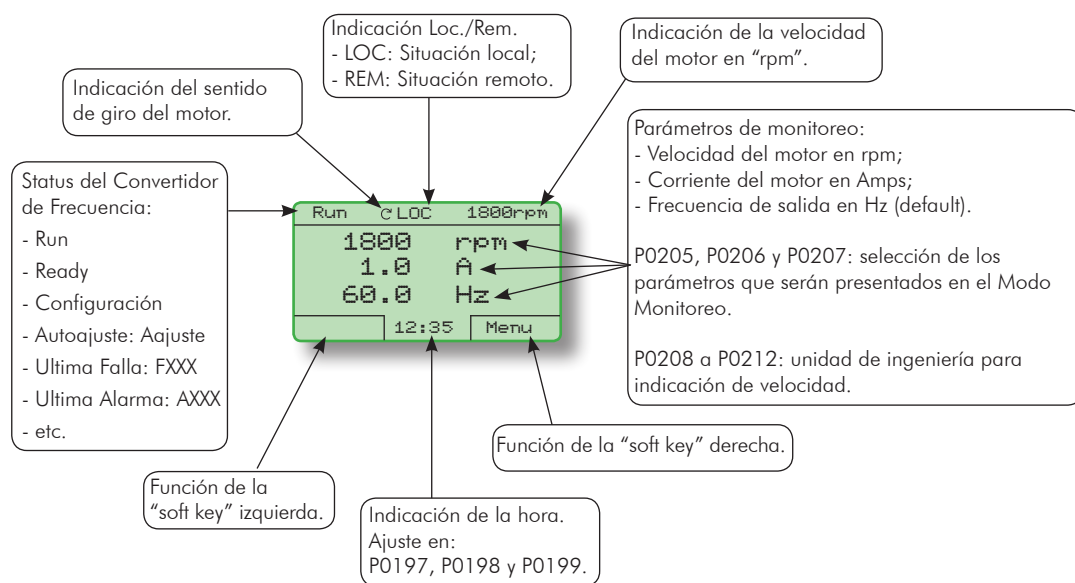 Indicación Loc./Rem.
- LOC: Situación local;
- REM: Situación remoto.
Indicación de la velocidad
del motor en “rpm”.
Indicación del sentido
de giro del motor.
Parámetros de monitoreo:
- Velocidad del motor en rpm;
- Corriente del motor en Amps;
- Frecuencia de salida en Hz (default).
P0205, P0206 y P0207: selección de los
parámetros que serán presentados en el Modo
Monitoreo.
P0208 a P0212: unidad de ingeniería para
indicación de velocidad.
Status del Convertidor
de Frecuencia:
- Run
- Ready
- Configuración
- Autoajuste: Aajuste
- Ultima Falla: FXXX
- Ultima Alarma: AXXX
- etc.
Run LOC 1800rpm
1800 rpm
1.0 A
60.0 Hz
12:35 Menu
Función de la “soft key” derecha.
Función de la
“soft key” izquierda.
Indicación de la hora.
Ajuste en:
P0197, P0198 y P0199.